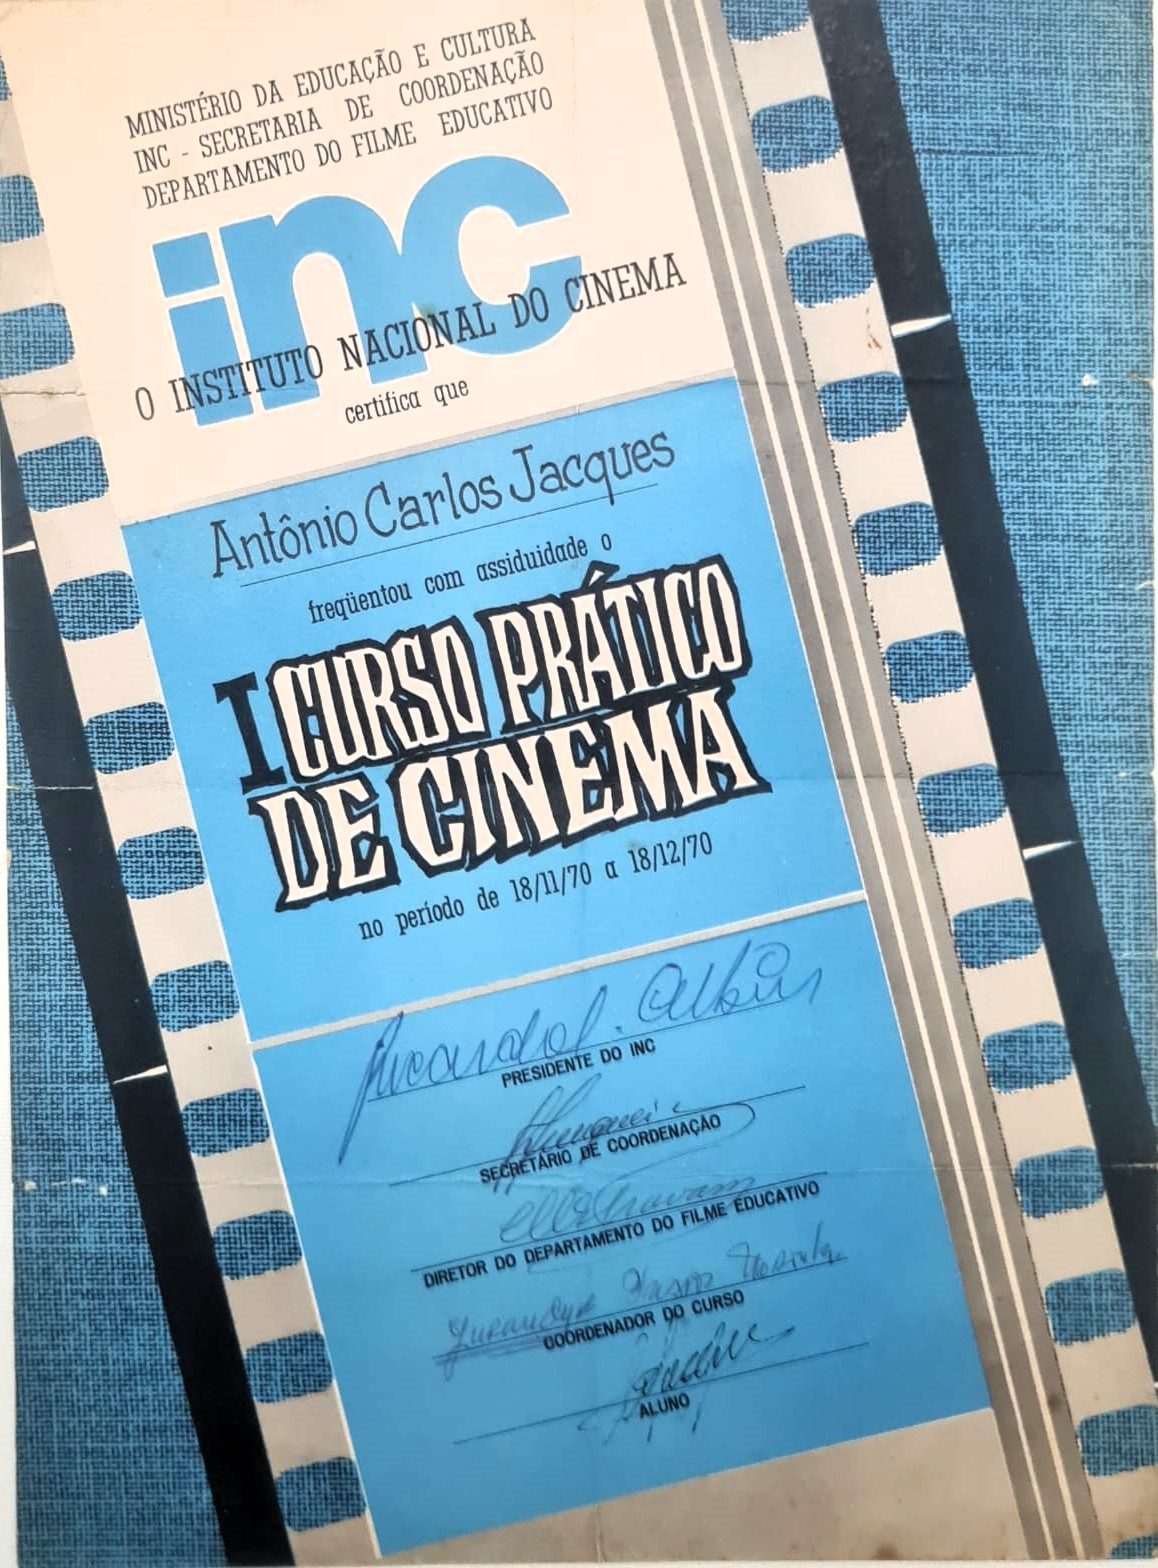 MINISTÉRIO DA EDUCAÇÃO E CULTURA
INC - SECRETARIA DE COORDENAÇÃO
DEPARTAMENTO DO FILME EDUCATIVO
inc
O INSTITUTO NACIONAL DO CINEMA
certifica que
Antônio Carlos Jacques
freqüentou com assiduidade o
I CURSO PRÁTICO
DE CINEMA
no período de 18/11/70 a 18/12/70
PRESIDENTE DO INC
SECRETÁRIO DE COORDENAÇÃO
DIRETOR DO DEPARTAMENTO DO FILME EDUCATIVO
COORDENADOR DO CURSO
ALUNO